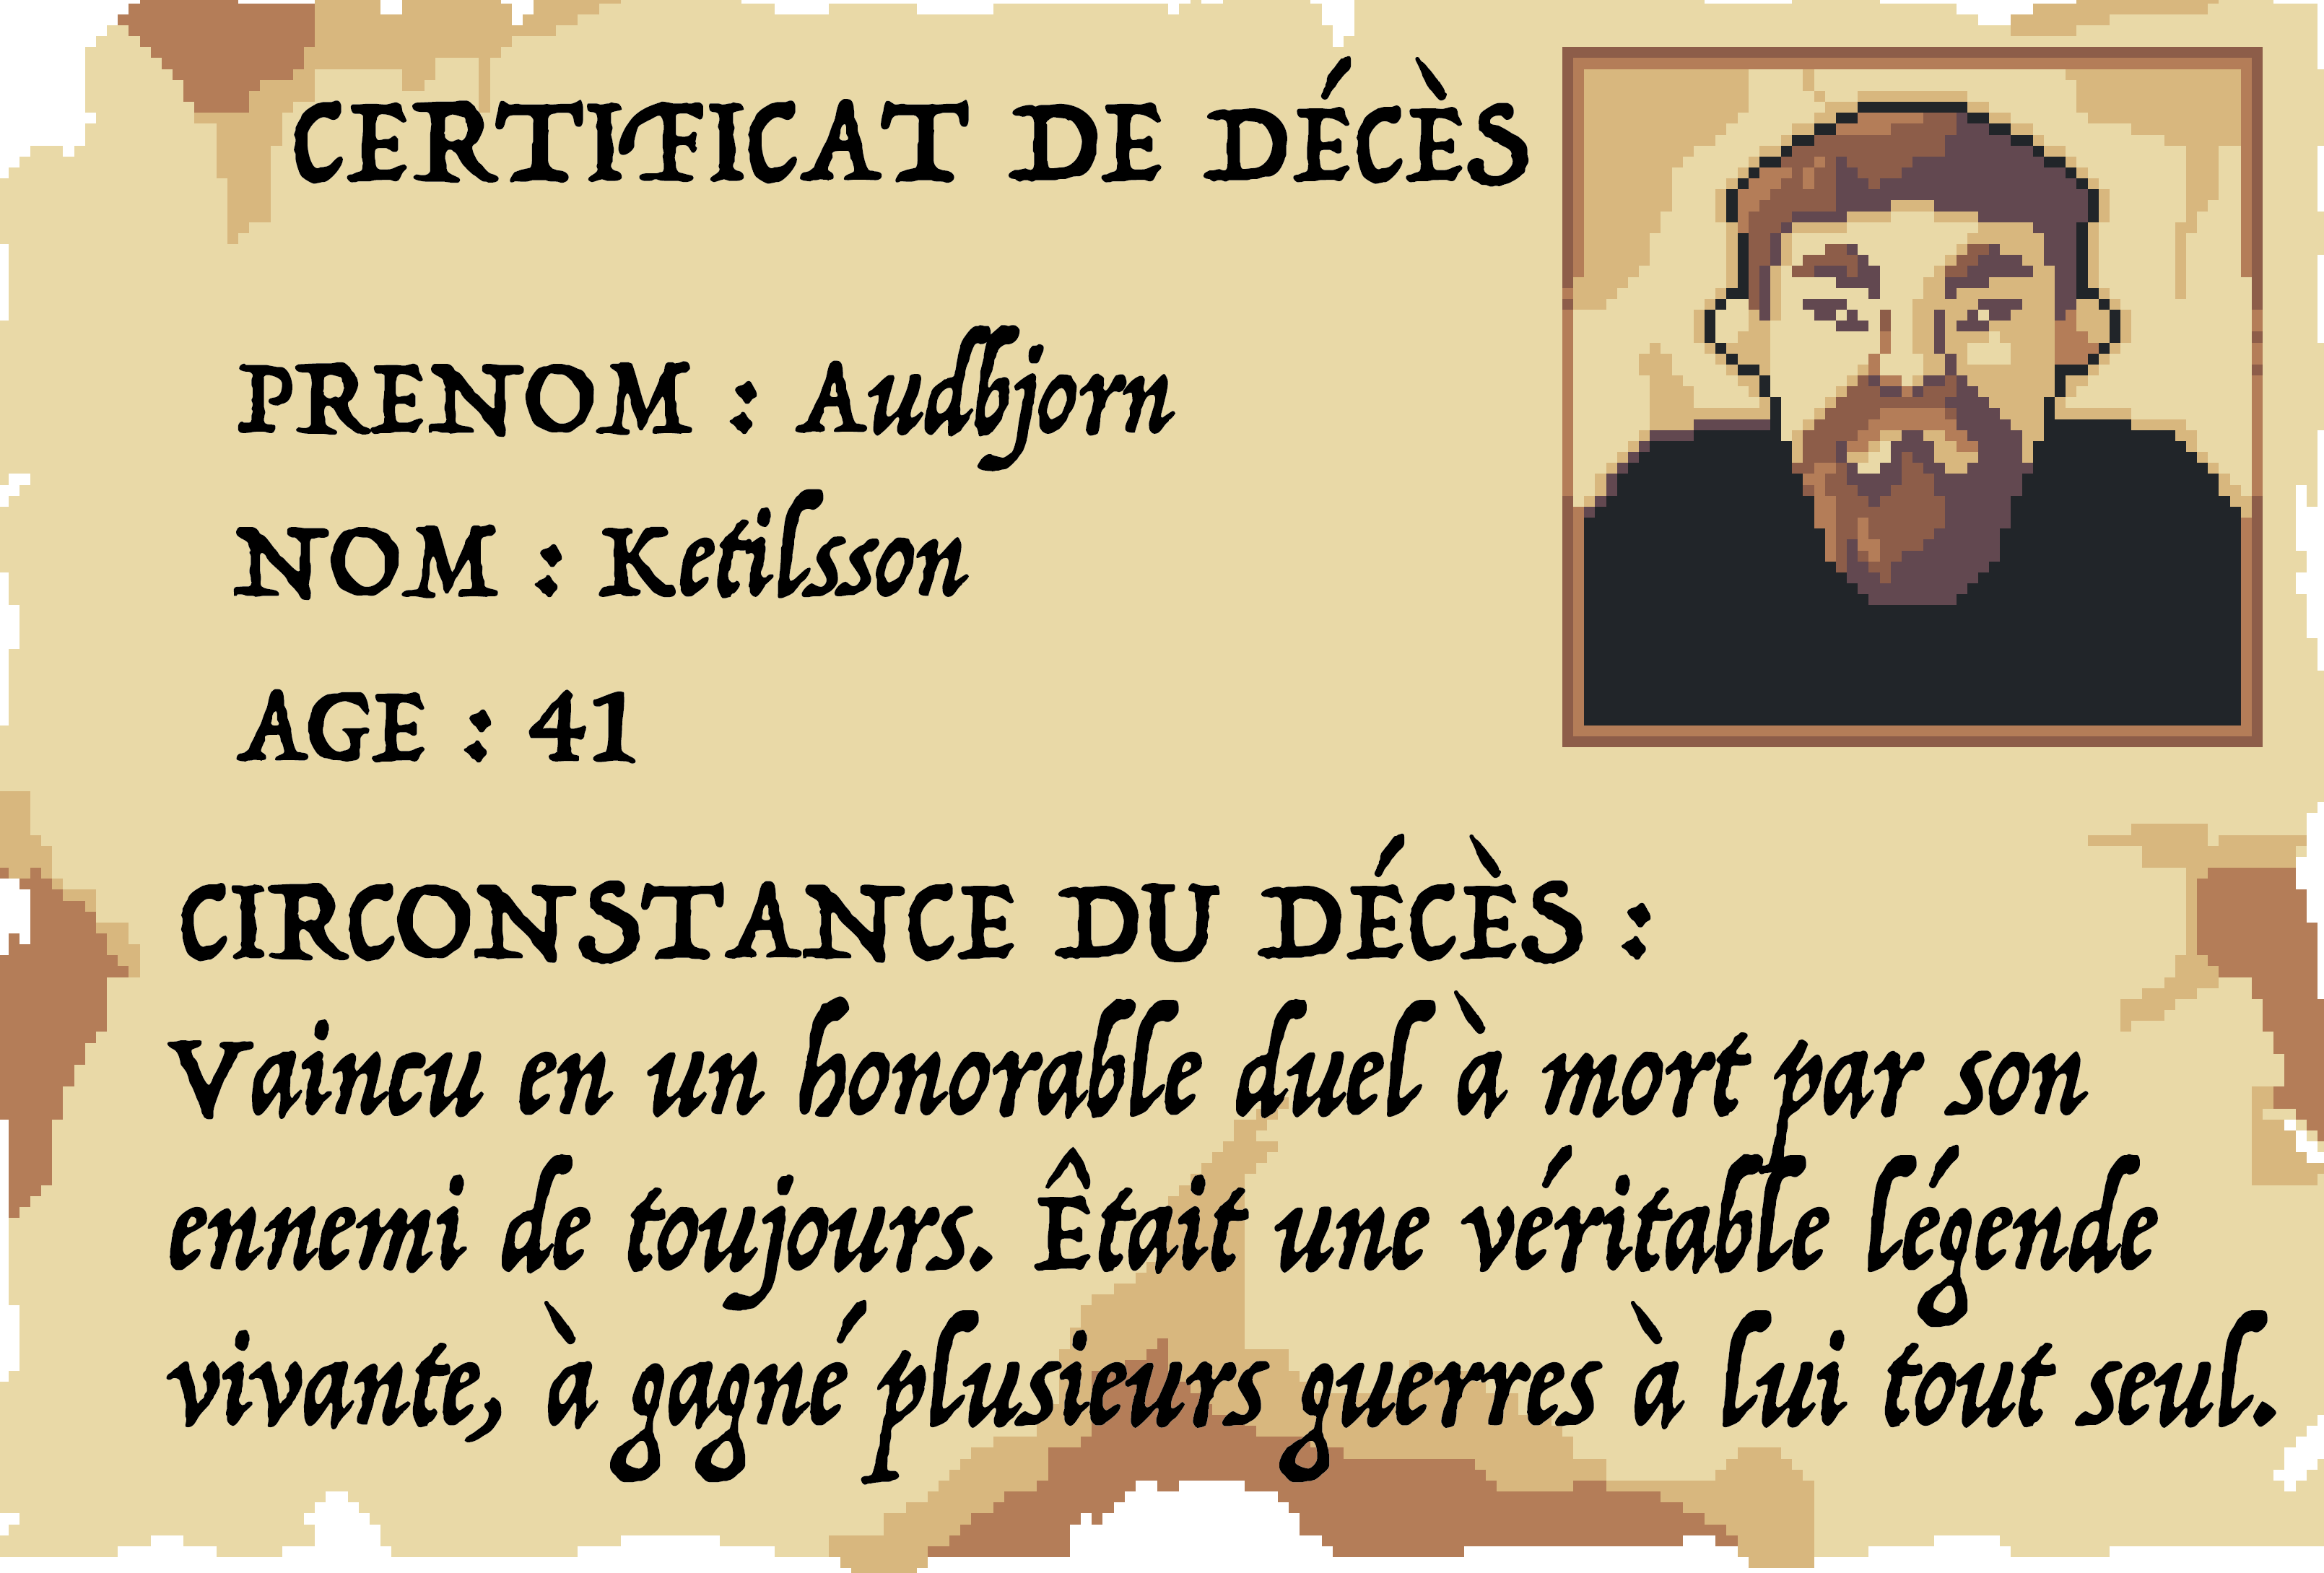 CERTIFICAT DE DÉCÈS
PRENOM : Audbjorn
NOM : Ketilsson
AGE : 41
CIRCONSTANCE DU DÉCÈS :
Vaincu en un honorable duel à mort par son
ennemi de toujours. Êtait une véritable légende
vivante, à gagné plusieurs guerres à lui tout seul.